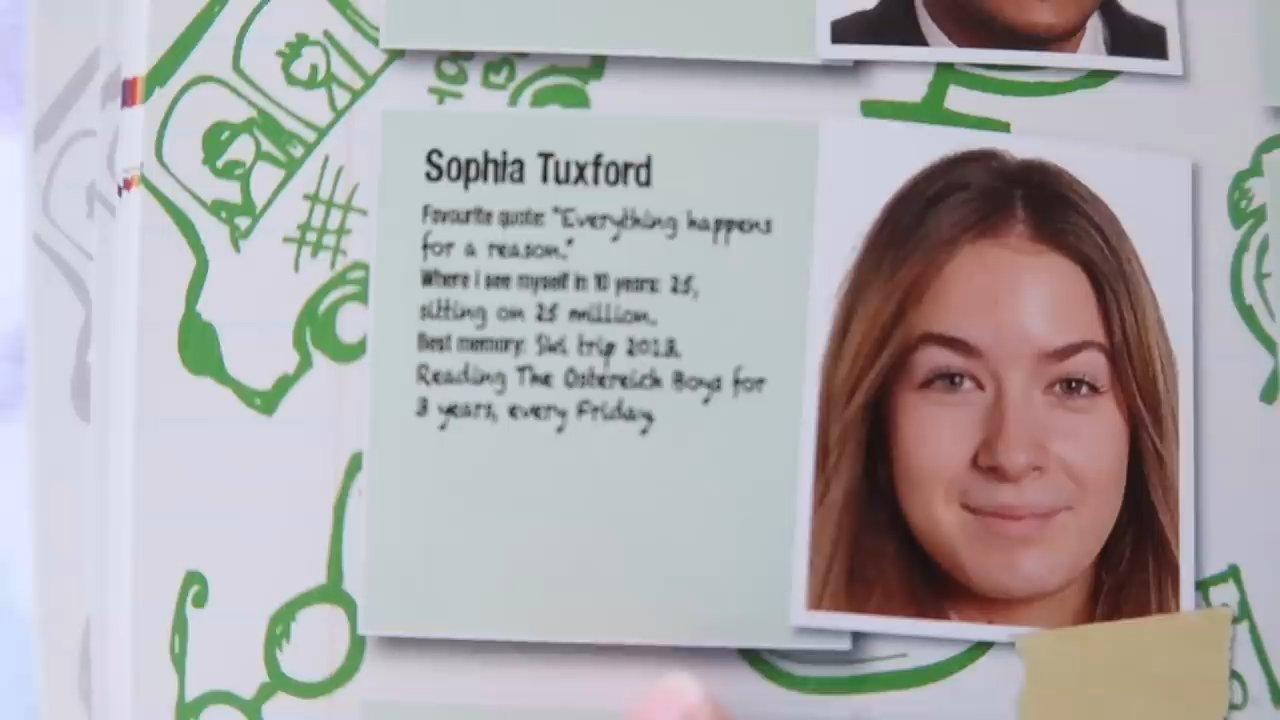 Sophia Tuxford
Favourite quote: "Everything happens
for a reason."
Where I see myself in 10 years: 25,
sitting on 25 million.
Best memory: Ski trip 2018.
Reading The Ostereich Boys for
3 years, every Friday